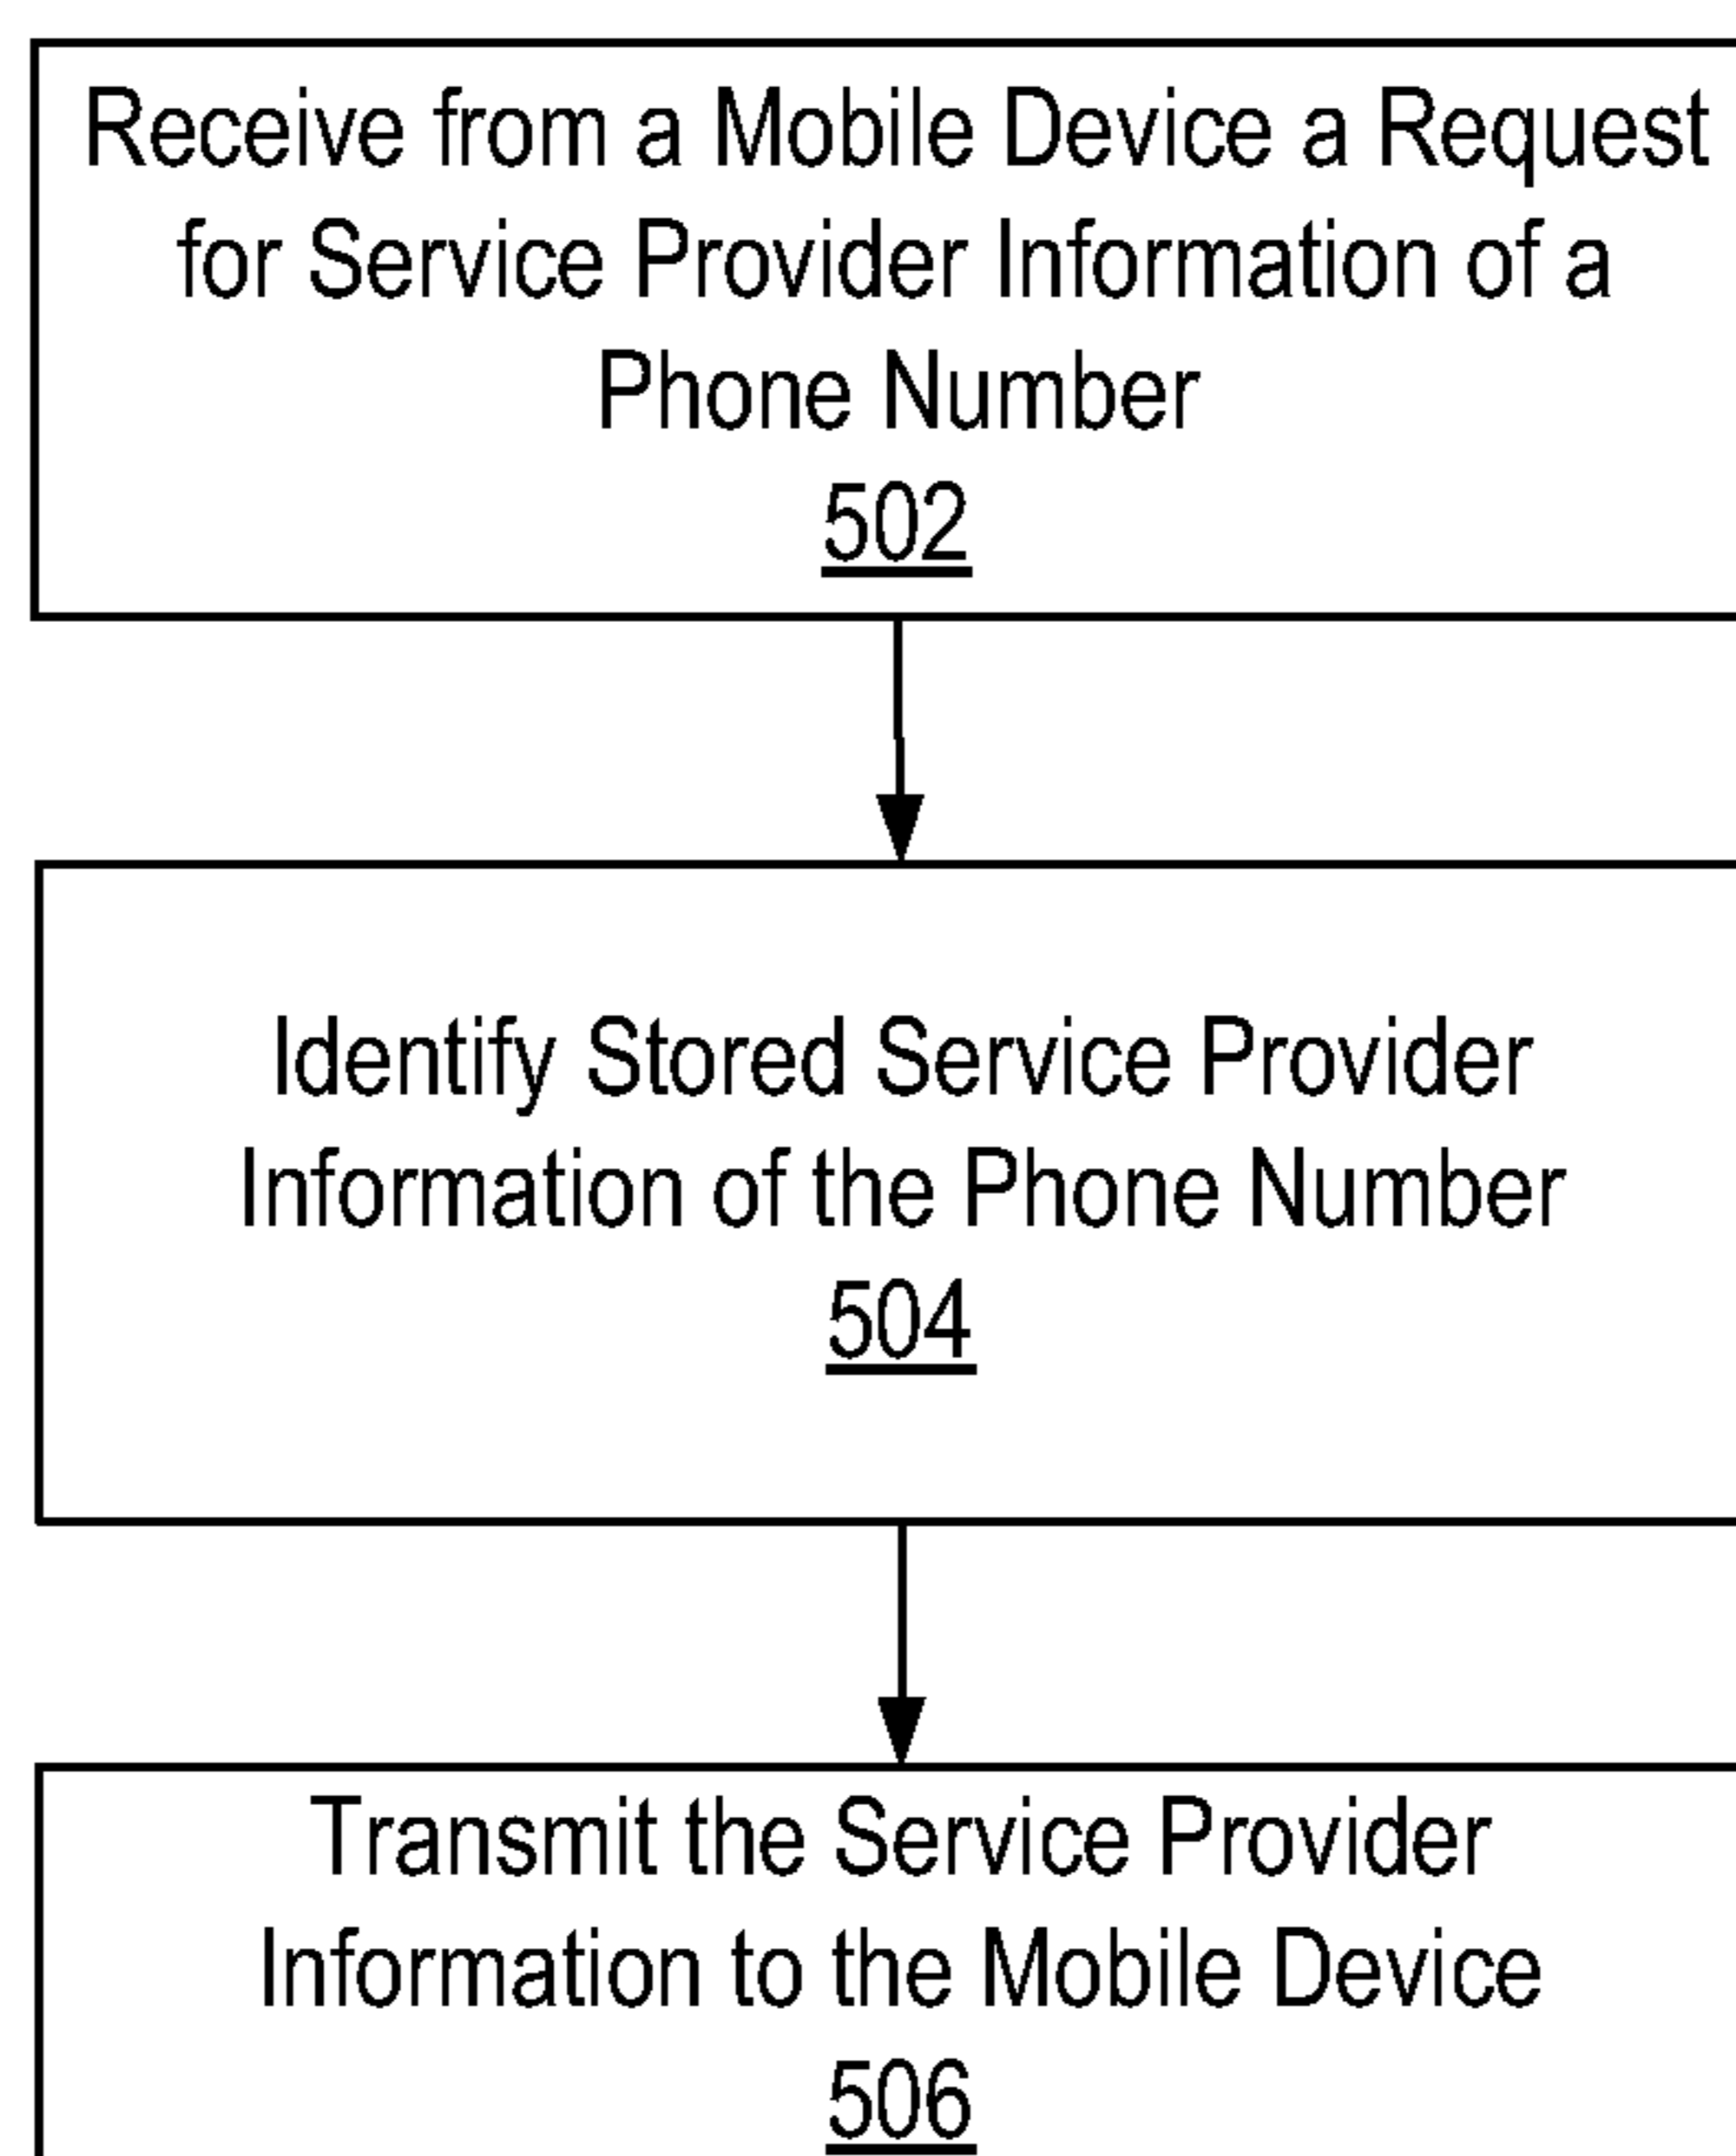 Receive from a Mobile Device a Request
for Service Provider Information of a
Phone Number
502
Identify Stored Service Provider
Information of the Phone Number
504
Transmit the Service Provider
Information to the Mobile Device
506